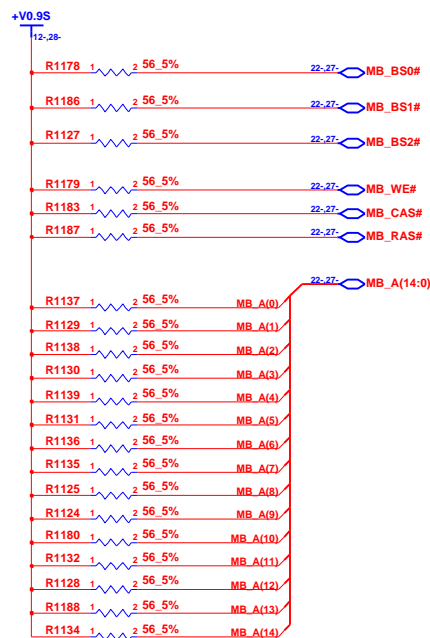 +V0.9S
12-,28-
R1178 1 2 56_5% 22-,27- MB_BS0#
R1186 1 2 56_5% 22-,27- MB_BS1#
R1127 1 2 56_5% 22-,27- MB_BS2#
R1179 1 2 56_5% 22-,27- MB_WE#
R1183 1 2 56_5% 22-,27- MB_CAS#
R1187 1 2 56_5% 22-,27- MB_RAS#
22-,27- MB_A(14:0)
R1137 1 2 56_5% MB_A(0)
R1129 1 2 56_5% MB_A(1)
R1138 1 2 56_5% MB_A(2)
R1130 1 2 56_5% MB_A(3)
R1139 1 2 56_5% MB_A(4)
R1131 1 2 56_5% MB_A(5)
R1136 1 2 56_5% MB_A(6)
R1135 1 2 56_5% MB_A(7)
R1125 1 2 56_5% MB_A(8)
R1124 1 2 56_5% MB_A(9)
R1180 1 2 56_5% MB_A(10)
R1132 1 2 56_5% MB_A(11)
R1128 1 2 56_5% MB_A(12)
R1188 1 2 56_5% MB_A(13)
R1134 1 2 56_5% MB_A(14)